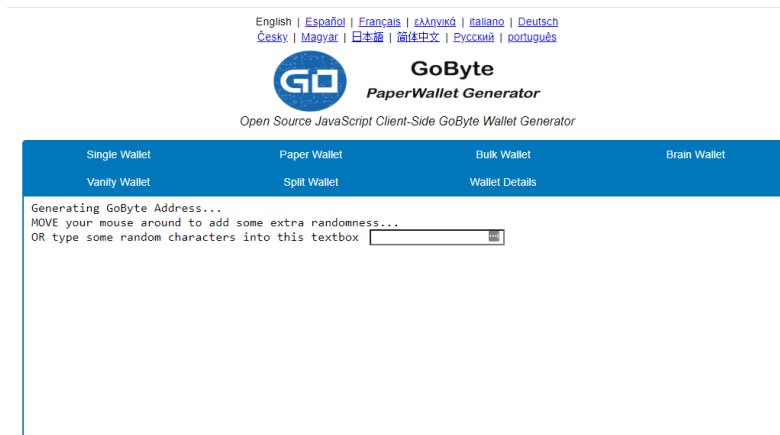 English | Español | Français | ελληνικά | italiano | Deutsch
Česky | Magyar | 日本語 | 简体中文 | Русский | português
GO
GoByte
PaperWallet Generator
Open Source JavaScript Client-Side GoByte Wallet Generator
Single Wallet Paper Wallet Bulk Wallet Brain Wallet
Vanity Wallet Split Wallet Wallet Details
Generating GoByte Address...
MOVE your mouse around to add some extra randomness...
OR type some random characters into this textbox